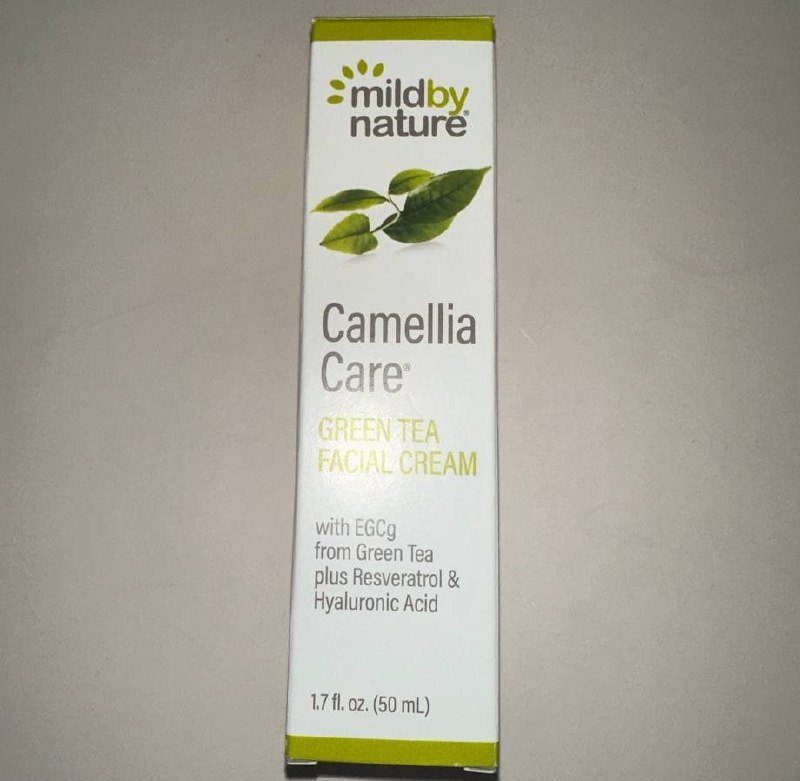 mildby
nature®
Camellia
Care®
GREEN TEA
FACIAL CREAM
with EGCg
from Green Tea
plus Resveratrol &
Hyaluronic Acid
1.7 fl. oz. (50 mL)